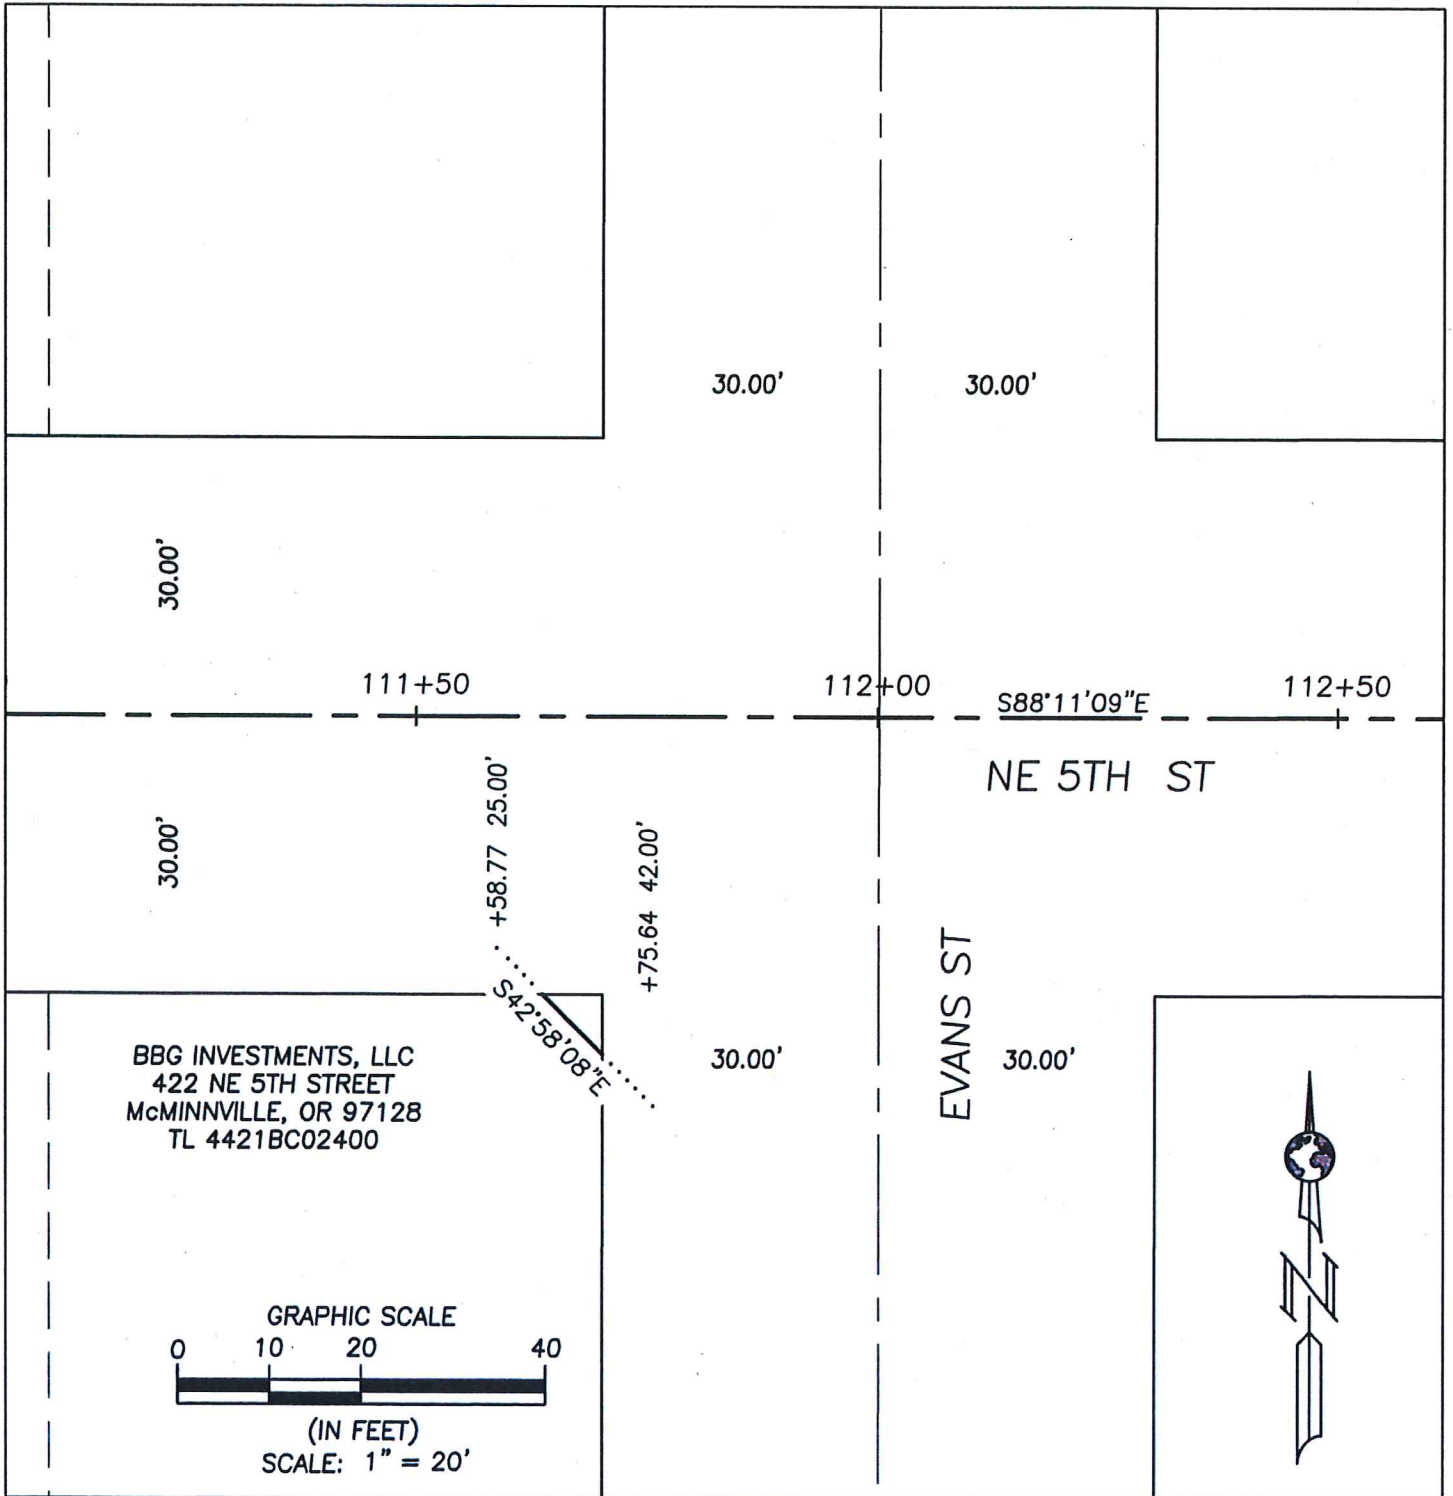 30.00' 30.00'
30.00'
111+50 112+00 S88°11'09"E 112+50
NE 5TH ST
+58.77 25.00'
+75.64 42.00'
30.00'
S42°58'08"E
EVANS ST
30.00' 30.00'
BBG INVESTMENTS, LLC
422 NE 5TH STREET
McMINNVILLE, OR 97128
TL 4421BC02400
N
GRAPHIC SCALE
0 10 20 40
(IN FEET)
SCALE: 1" = 20'